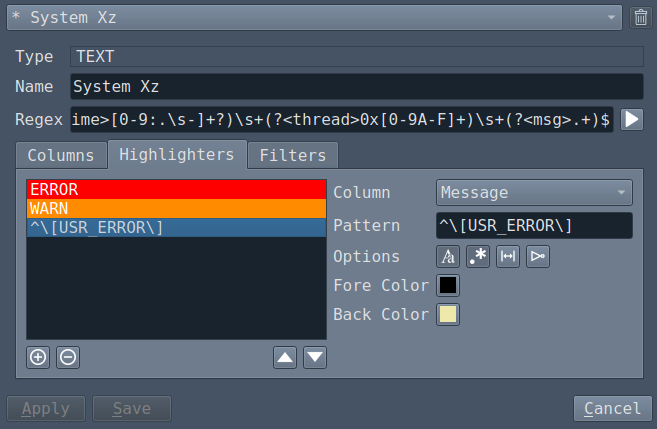 * System Xz
Type TEXT
Name System Xz
Regex ime>[0-9:.\s-]+?)\s+(?<thread>0x[0-9A-F]+)\s+(?<msg>.+)$
Columns Highlighters Filters
ERROR
WARN
^\[USR_ERROR\]
Column Message
Pattern ^\[USR_ERROR\]
Options
Fore Color
Back Color
Apply Save Cancel